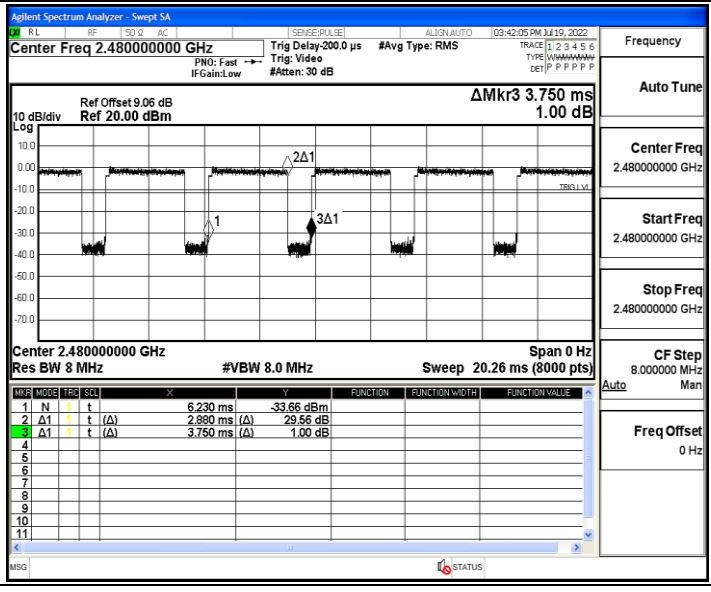 Agilent Spectrum Analyzer - Swept SA
RL RF 50 Ω AC SENSE:PULSE ALIGN AUTO 03:42:05 PM Jul 19, 2022
Center Freq 2.480000000 GHz
PNO: Fast
IFGain:Low
Trig Delay-200.0 µs
Trig: Video
#Atten: 30 dB
#Avg Type: RMS
TRACE 1 2 3 4 5 6
TYPE
DET P P P P P P
Ref Offset 9.06 dB
10 dB/div Ref 20.00 dBm
Log
ΔMkr3 3.750 ms
1.00 dB
10.0
0.00
-10.0
-20.0
-30.0
-40.0
-50.0
-60.0
-70.0
2Δ1
TRIG LVL
1
3Δ1
Center 2.480000000 GHz Span 0 Hz
Res BW 8 MHz #VBW 8.0 MHz Sweep 20.26 ms (8000 pts)
MKR MODE TRC SCL X Y FUNCTION FUNCTION WIDTH FUNCTION VALUE
1 N 1 t 6.230 ms -33.66 dBm
2 Δ1 1 t (Δ) 2.880 ms (Δ) 29.56 dB
3 Δ1 1 t (Δ) 3.750 ms (Δ) 1.00 dB
4
5
6
7
8
9
10
11
MSG STATUS
Frequency
Auto Tune
Center Freq
2.480000000 GHz
Start Freq
2.480000000 GHz
Stop Freq
2.480000000 GHz
CF Step
8.000000 MHz
Auto Man
Freq Offset
0 Hz